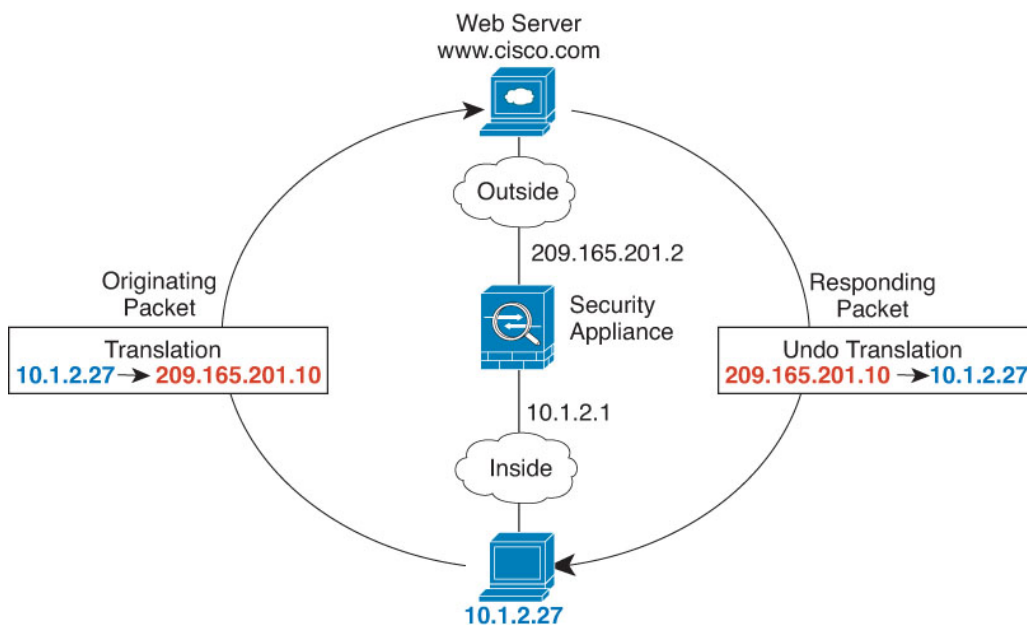 Web Server
www.cisco.com
Outside
209.165.201.2
Originating
Packet
Translation
10.1.2.27 → 209.165.201.10
Security
Appliance
Responding
Packet
Undo Translation
209.165.201.10 → 10.1.2.27
10.1.2.1
Inside
10.1.2.27